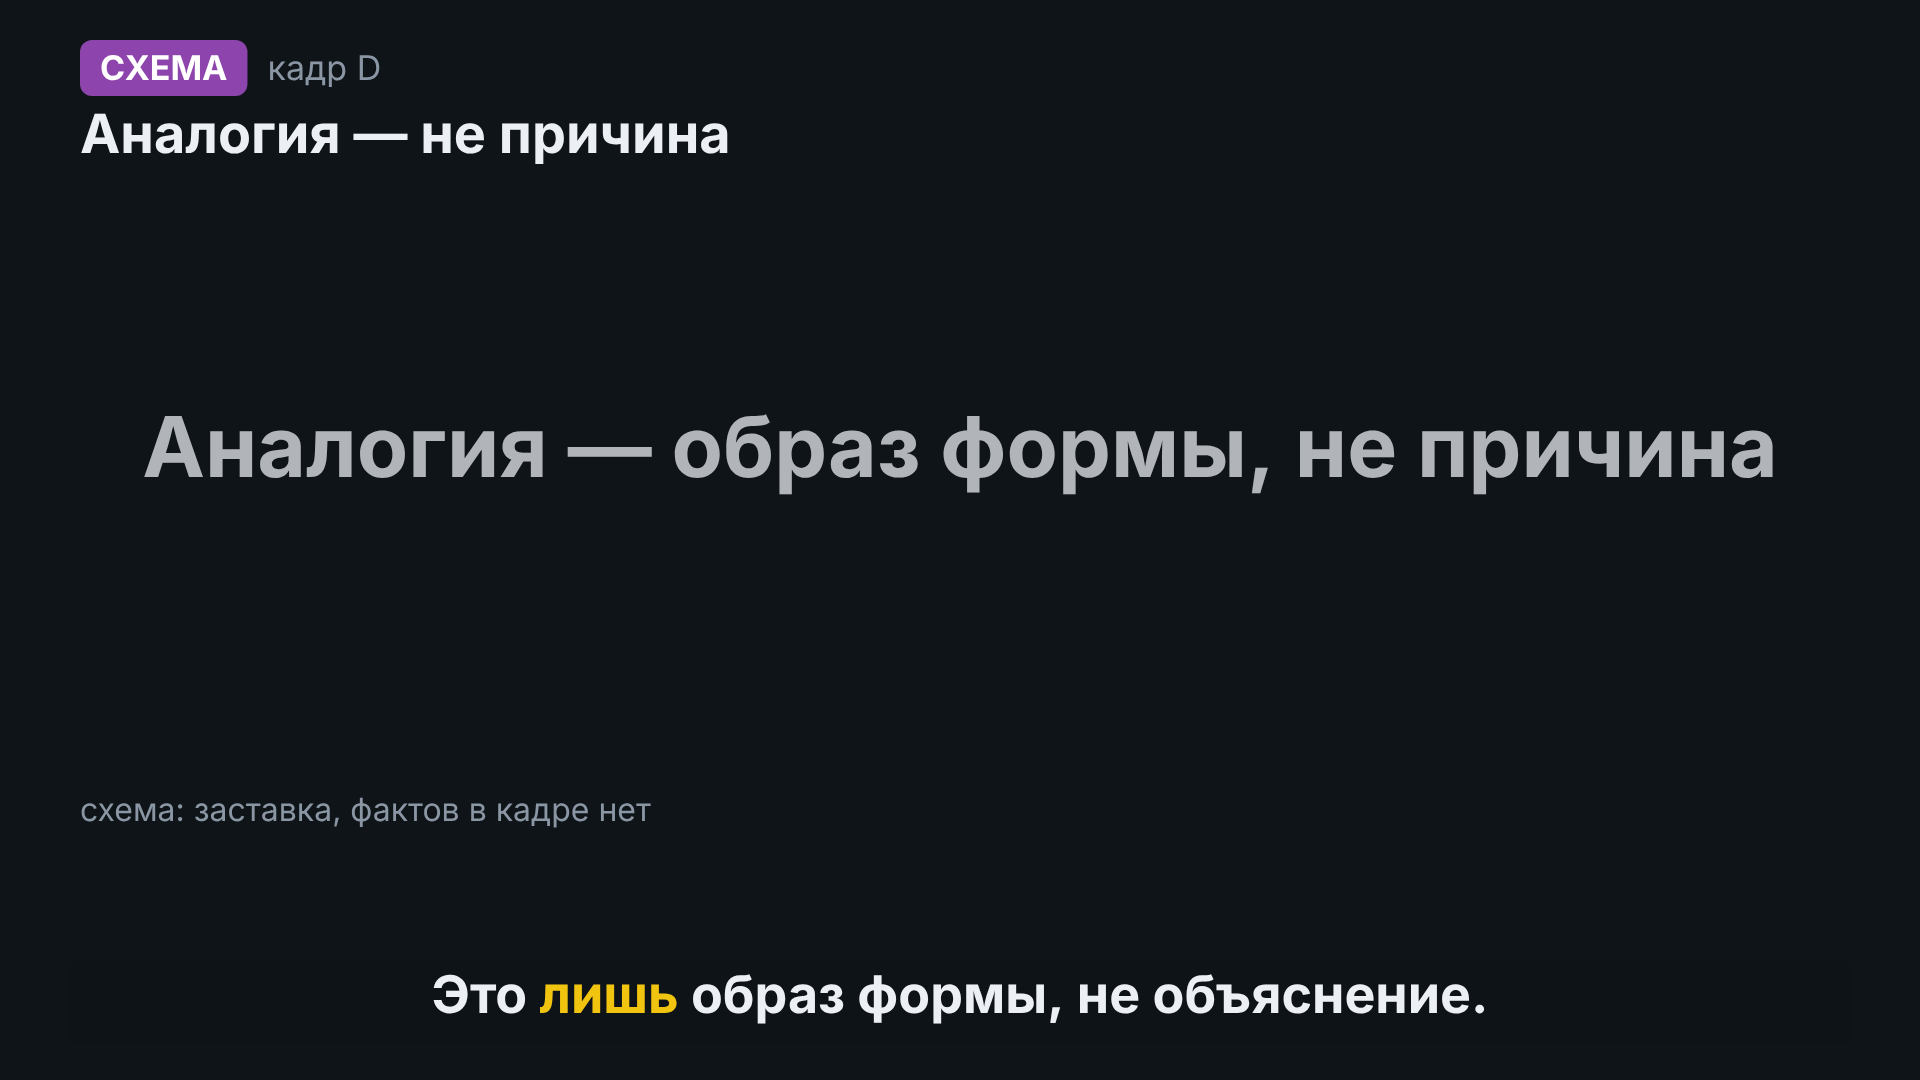 СХЕМА кадр D
Аналогия — не причина
Аналогия — образ формы, не причина
схема: заставка, фактов в кадре нет
Это лишь образ формы, не объяснение.